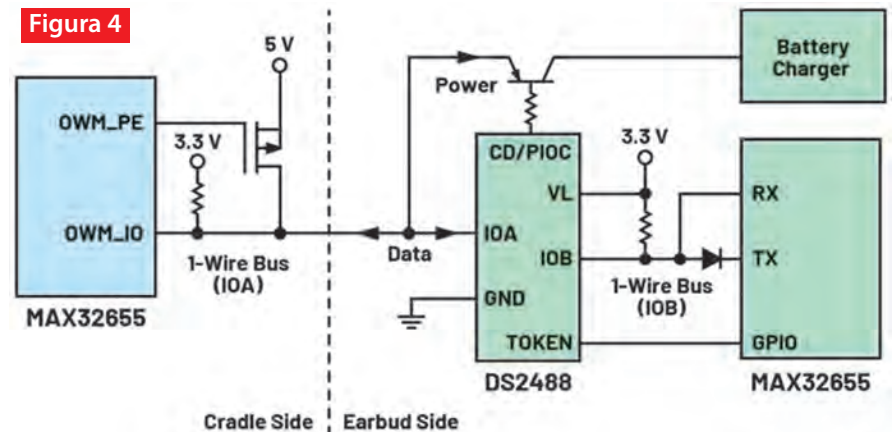 Figura 4
5 V
OWM_PE
3.3 V
OWM_IO
1-Wire Bus
(IOA)
MAX32655
Cradle Side
Power
Data
Battery
Charger
CD/PIOC
VL
IOA
IOB
GND
TOKEN
DS2488
3.3 V
1-Wire Bus
(IOB)
RX
TX
GPIO
MAX32655
Earbud Side